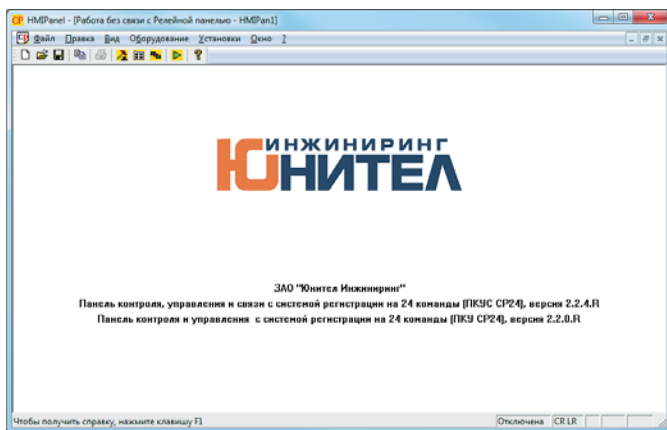 HMIPanel - [Работа без связи с Релейной панелью - HMIPan1]
Файл Правка Вид Оборудование Установки Окно ?
ИНЖИНИРИНГ
ЮНИТЕЛ
ЗАО "Юнител Инжиниринг"
Панель контроля, управления и связи с системой регистрации на 24 команды [ПКУС СР24], версия 2.2.4.R
Панель контроля и управления с системой регистрации на 24 команды [ПКУ СР24], версия 2.2.0.R
Чтобы получить справку, нажмите клавишу F1
Отключена CR LR